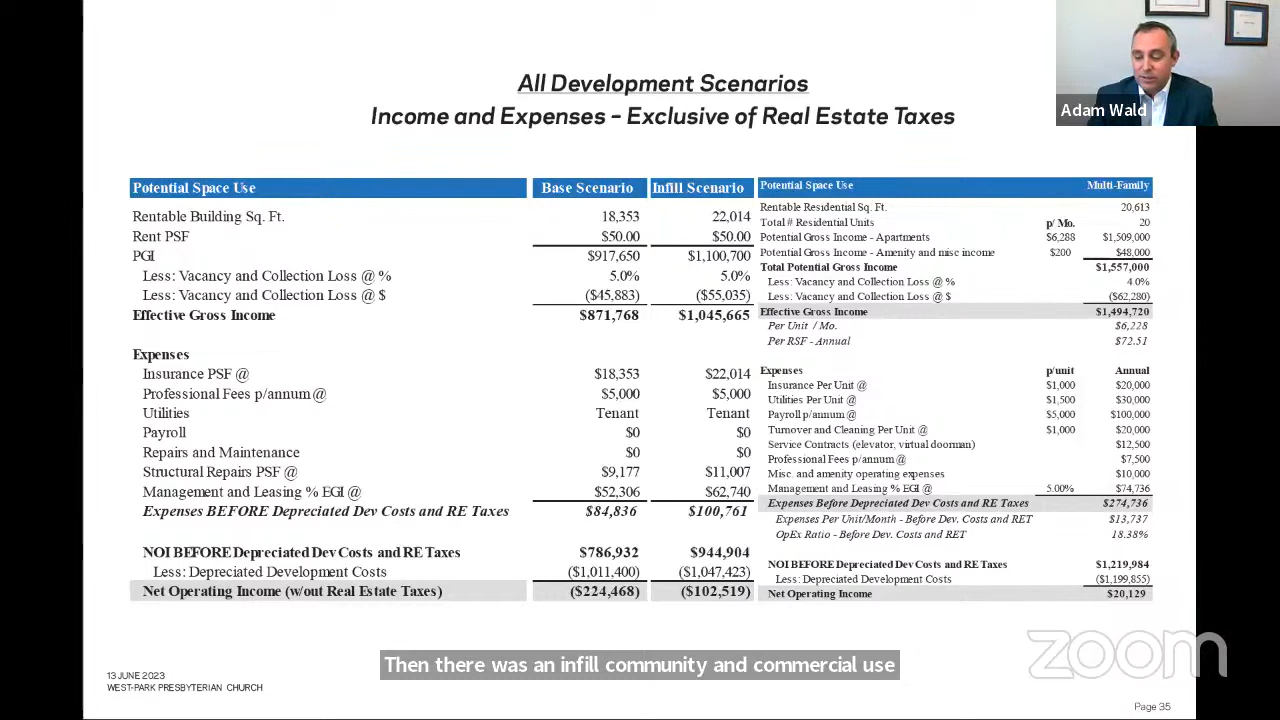 All Development Scenarios
Income and Expenses – Exclusive of Real Estate Taxes
Adam Wald
Potential Space Use Base Scenario Infill Scenario
Rentable Building Sq. Ft. 18,353 22,014
Rent PSF $50.00 $50.00
PGI $917,650 $1,100,700
Less: Vacancy and Collection Loss @ % 5.0% 5.0%
Less: Vacancy and Collection Loss @ $ ($45,883) ($55,035)
Effective Gross Income $871,768 $1,045,665
Expenses
Insurance PSF @ $18,353 $22,014
Professional Fees p/annum @ $5,000 $5,000
Utilities Tenant Tenant
Payroll $0 $0
Repairs and Maintenance $0 $0
Structural Repairs PSF @ $9,177 $11,007
Management and Leasing % EGI @ $52,306 $62,740
Expenses BEFORE Depreciated Dev Costs and RE Taxes $84,836 $100,761
NOI BEFORE Depreciated Dev Costs and RE Taxes $786,932 $944,904
Less: Depreciated Development Costs ($1,011,400) ($1,047,423)
Net Operating Income (w/out Real Estate Taxes) ($224,468) ($102,519)
Potential Space Use Multi-Family
Rentable Residential Sq. Ft. 20,613
Total # Residential Units p/ Mo. 20
Potential Gross Income - Apartments $6,288 $1,509,000
Potential Gross Income - Amenity and misc income $200 $48,000
Total Potential Gross Income $1,557,000
Less: Vacancy and Collection Loss @ % 4.0%
Less: Vacancy and Collection Loss @ $ ($62,280)
Effective Gross Income $1,494,720
Per Unit / Mo. $6,228
Per RSF - Annual $72.51
Expenses p/unit Annual
Insurance Per Unit @ $1,000 $20,000
Utilities Per Unit @ $1,500 $30,000
Payroll p/annum @ $5,000 $100,000
Turnover and Cleaning Per Unit @ $1,000 $20,000
Service Contracts (elevator, virtual doorman) $12,500
Professional Fees p/annum @ $7,500
Misc. and amenity operating expenses $10,000
Management and Leasing % EGI @ 5.00% $74,736
Expenses Before Depreciated Dev Costs and RE Taxes $274,736
Expenses Per Unit/Month - Before Dev. Costs and RET $13,737
OpEx Ratio - Before Dev. Costs and RET 18.38%
NOI BEFORE Depreciated Dev Costs and RE Taxes $1,219,984
Less: Depreciated Development Costs ($1,199,855)
Net Operating Income $20,129
Then there was an infill community and commercial use
zoom
13 JUNE 2023
WEST-PARK PRESBYTERIAN CHURCH
Page 35